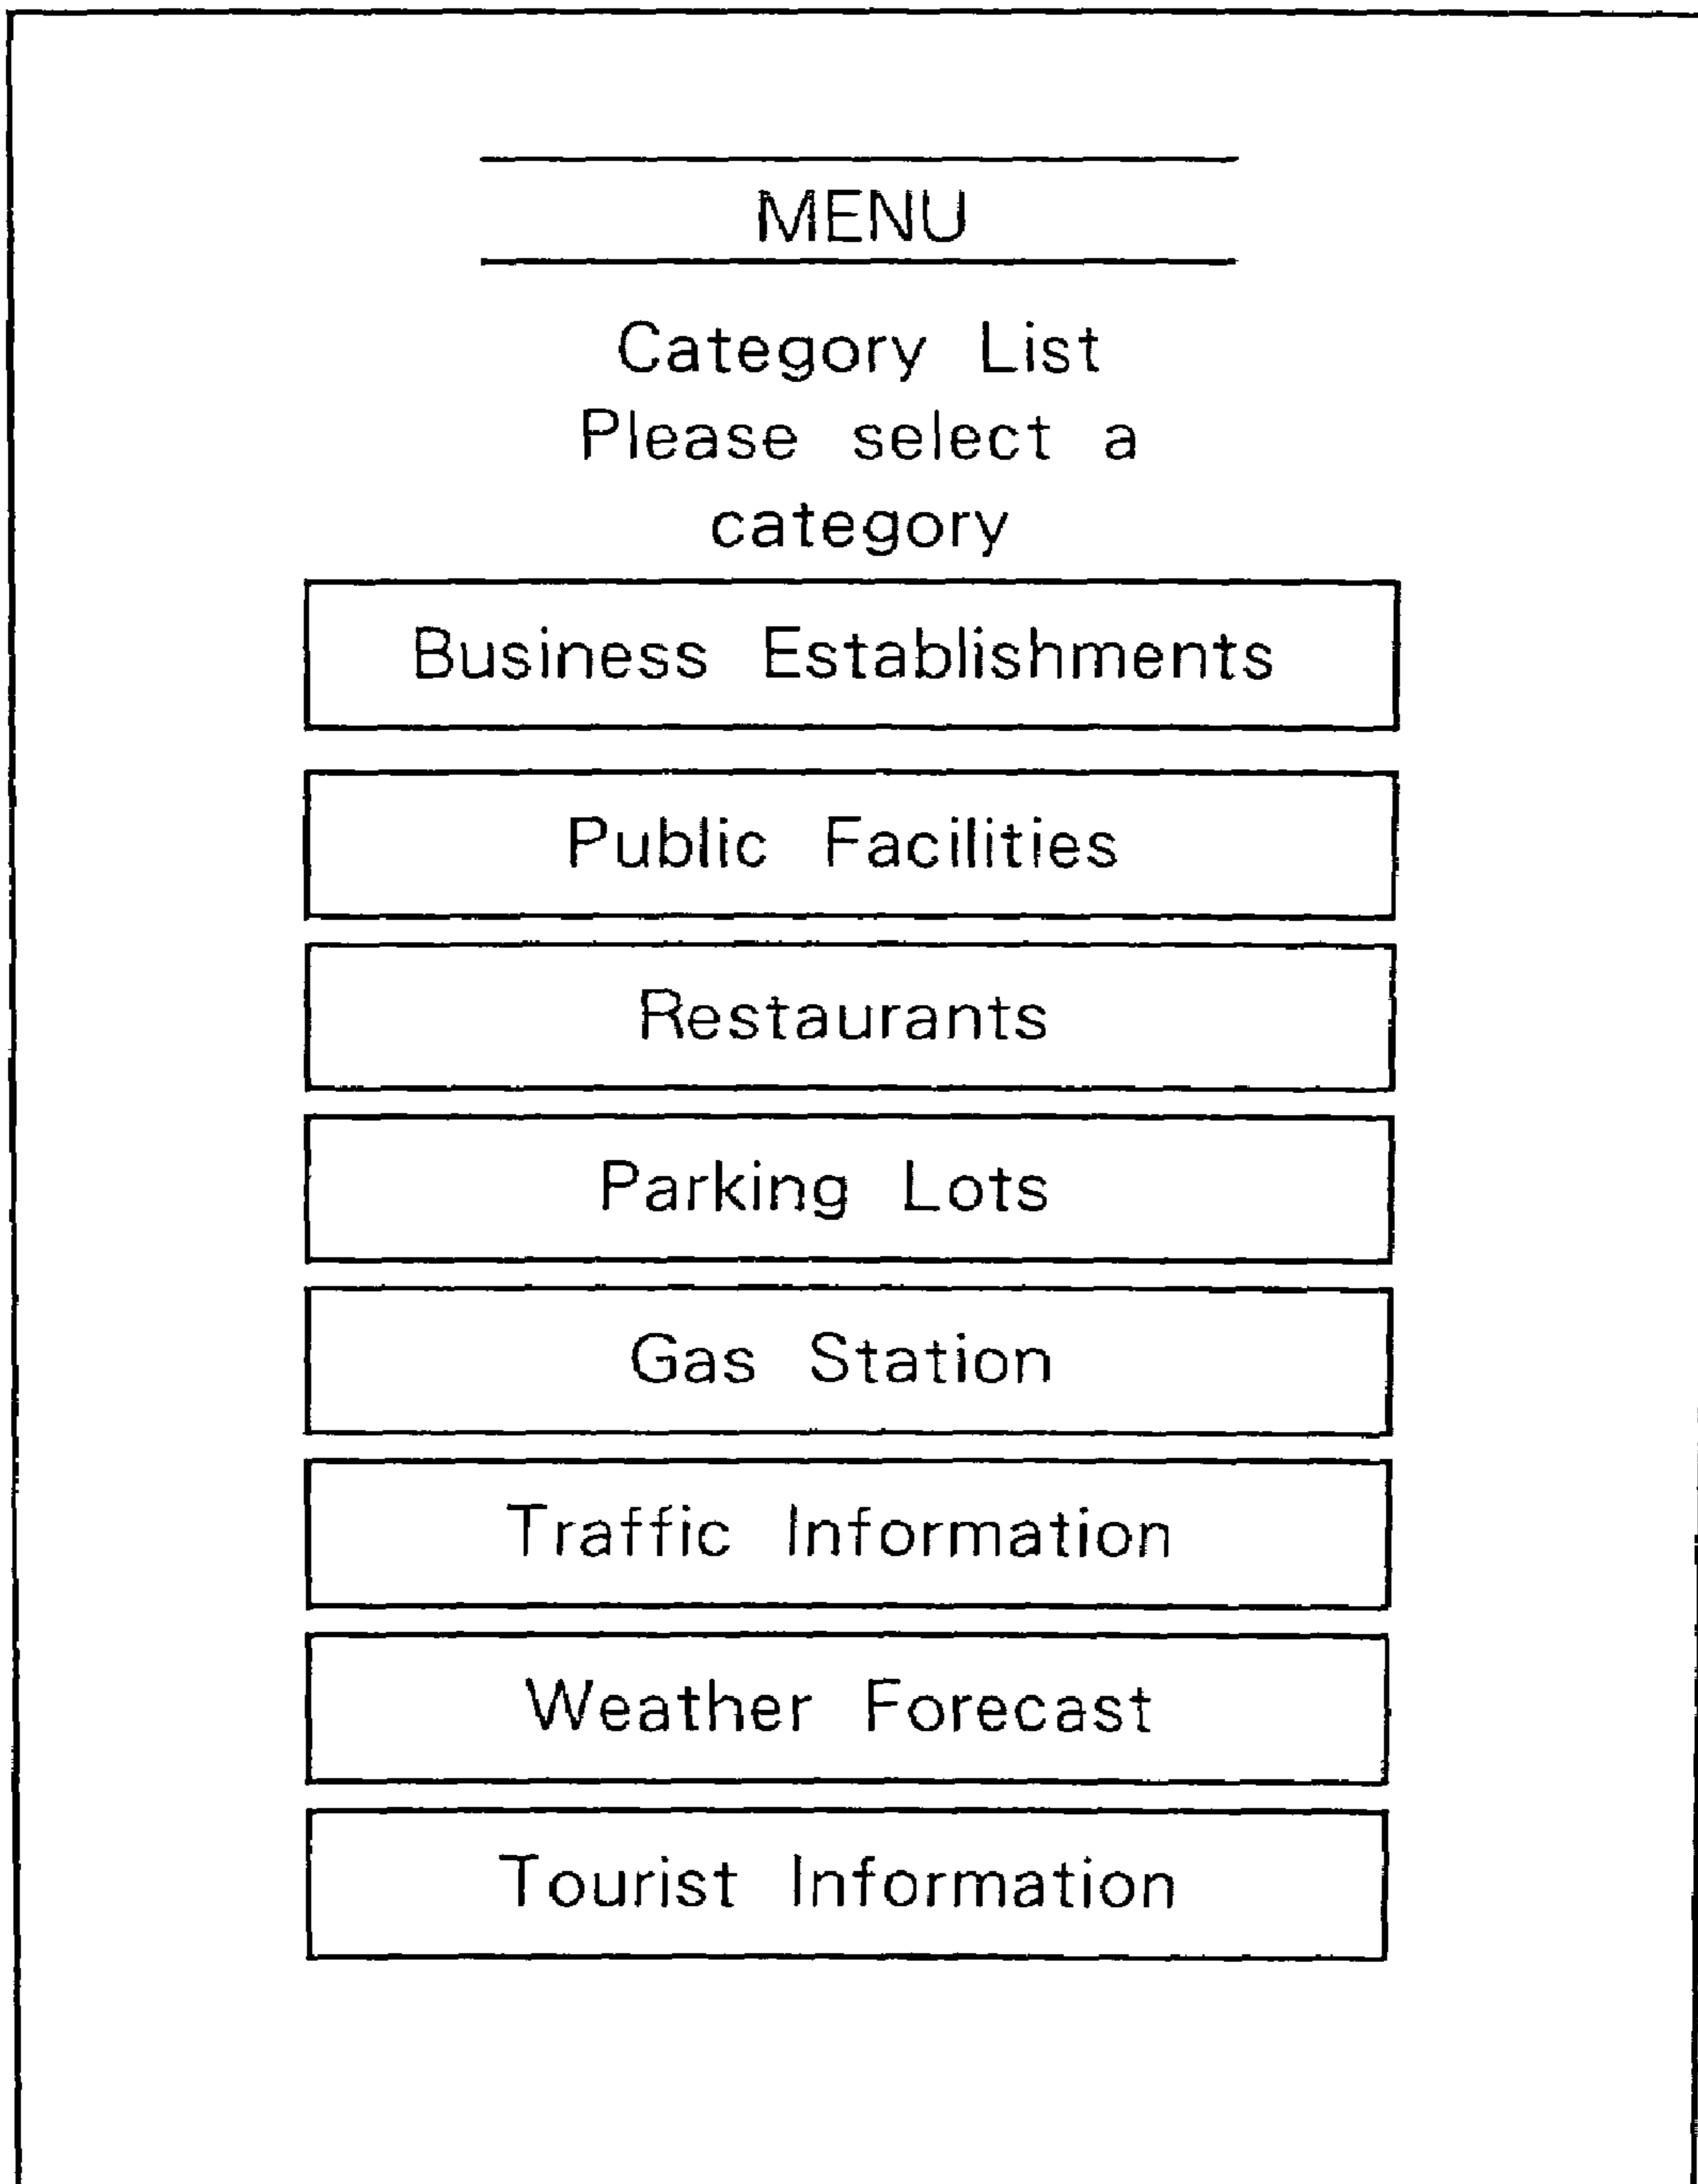 MENU
Category List
Please select a
category
Business Establishments
Public Facilities
Restaurants
Parking Lots
Gas Station
Traffic Information
Weather Forecast
Tourist Information